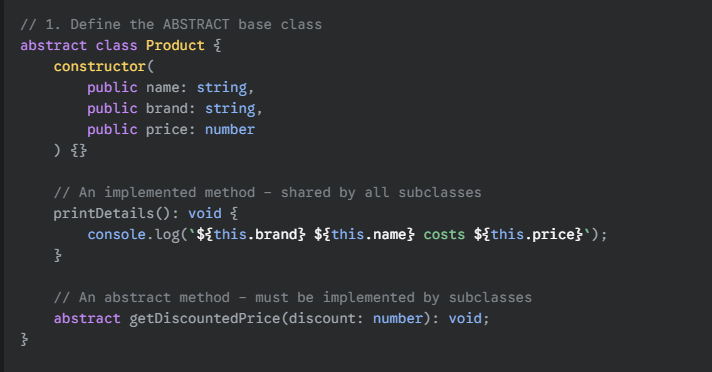 // 1. Define the ABSTRACT base class
abstract class Product {
    constructor(
        public name: string,
        public brand: string,
        public price: number
    ) {}

    // An implemented method – shared by all subclasses
    printDetails(): void {
        console.log(`${this.brand} ${this.name} costs ${this.price}`);
    }

    // An abstract method – must be implemented by subclasses
    abstract getDiscountedPrice(discount: number): void;
}